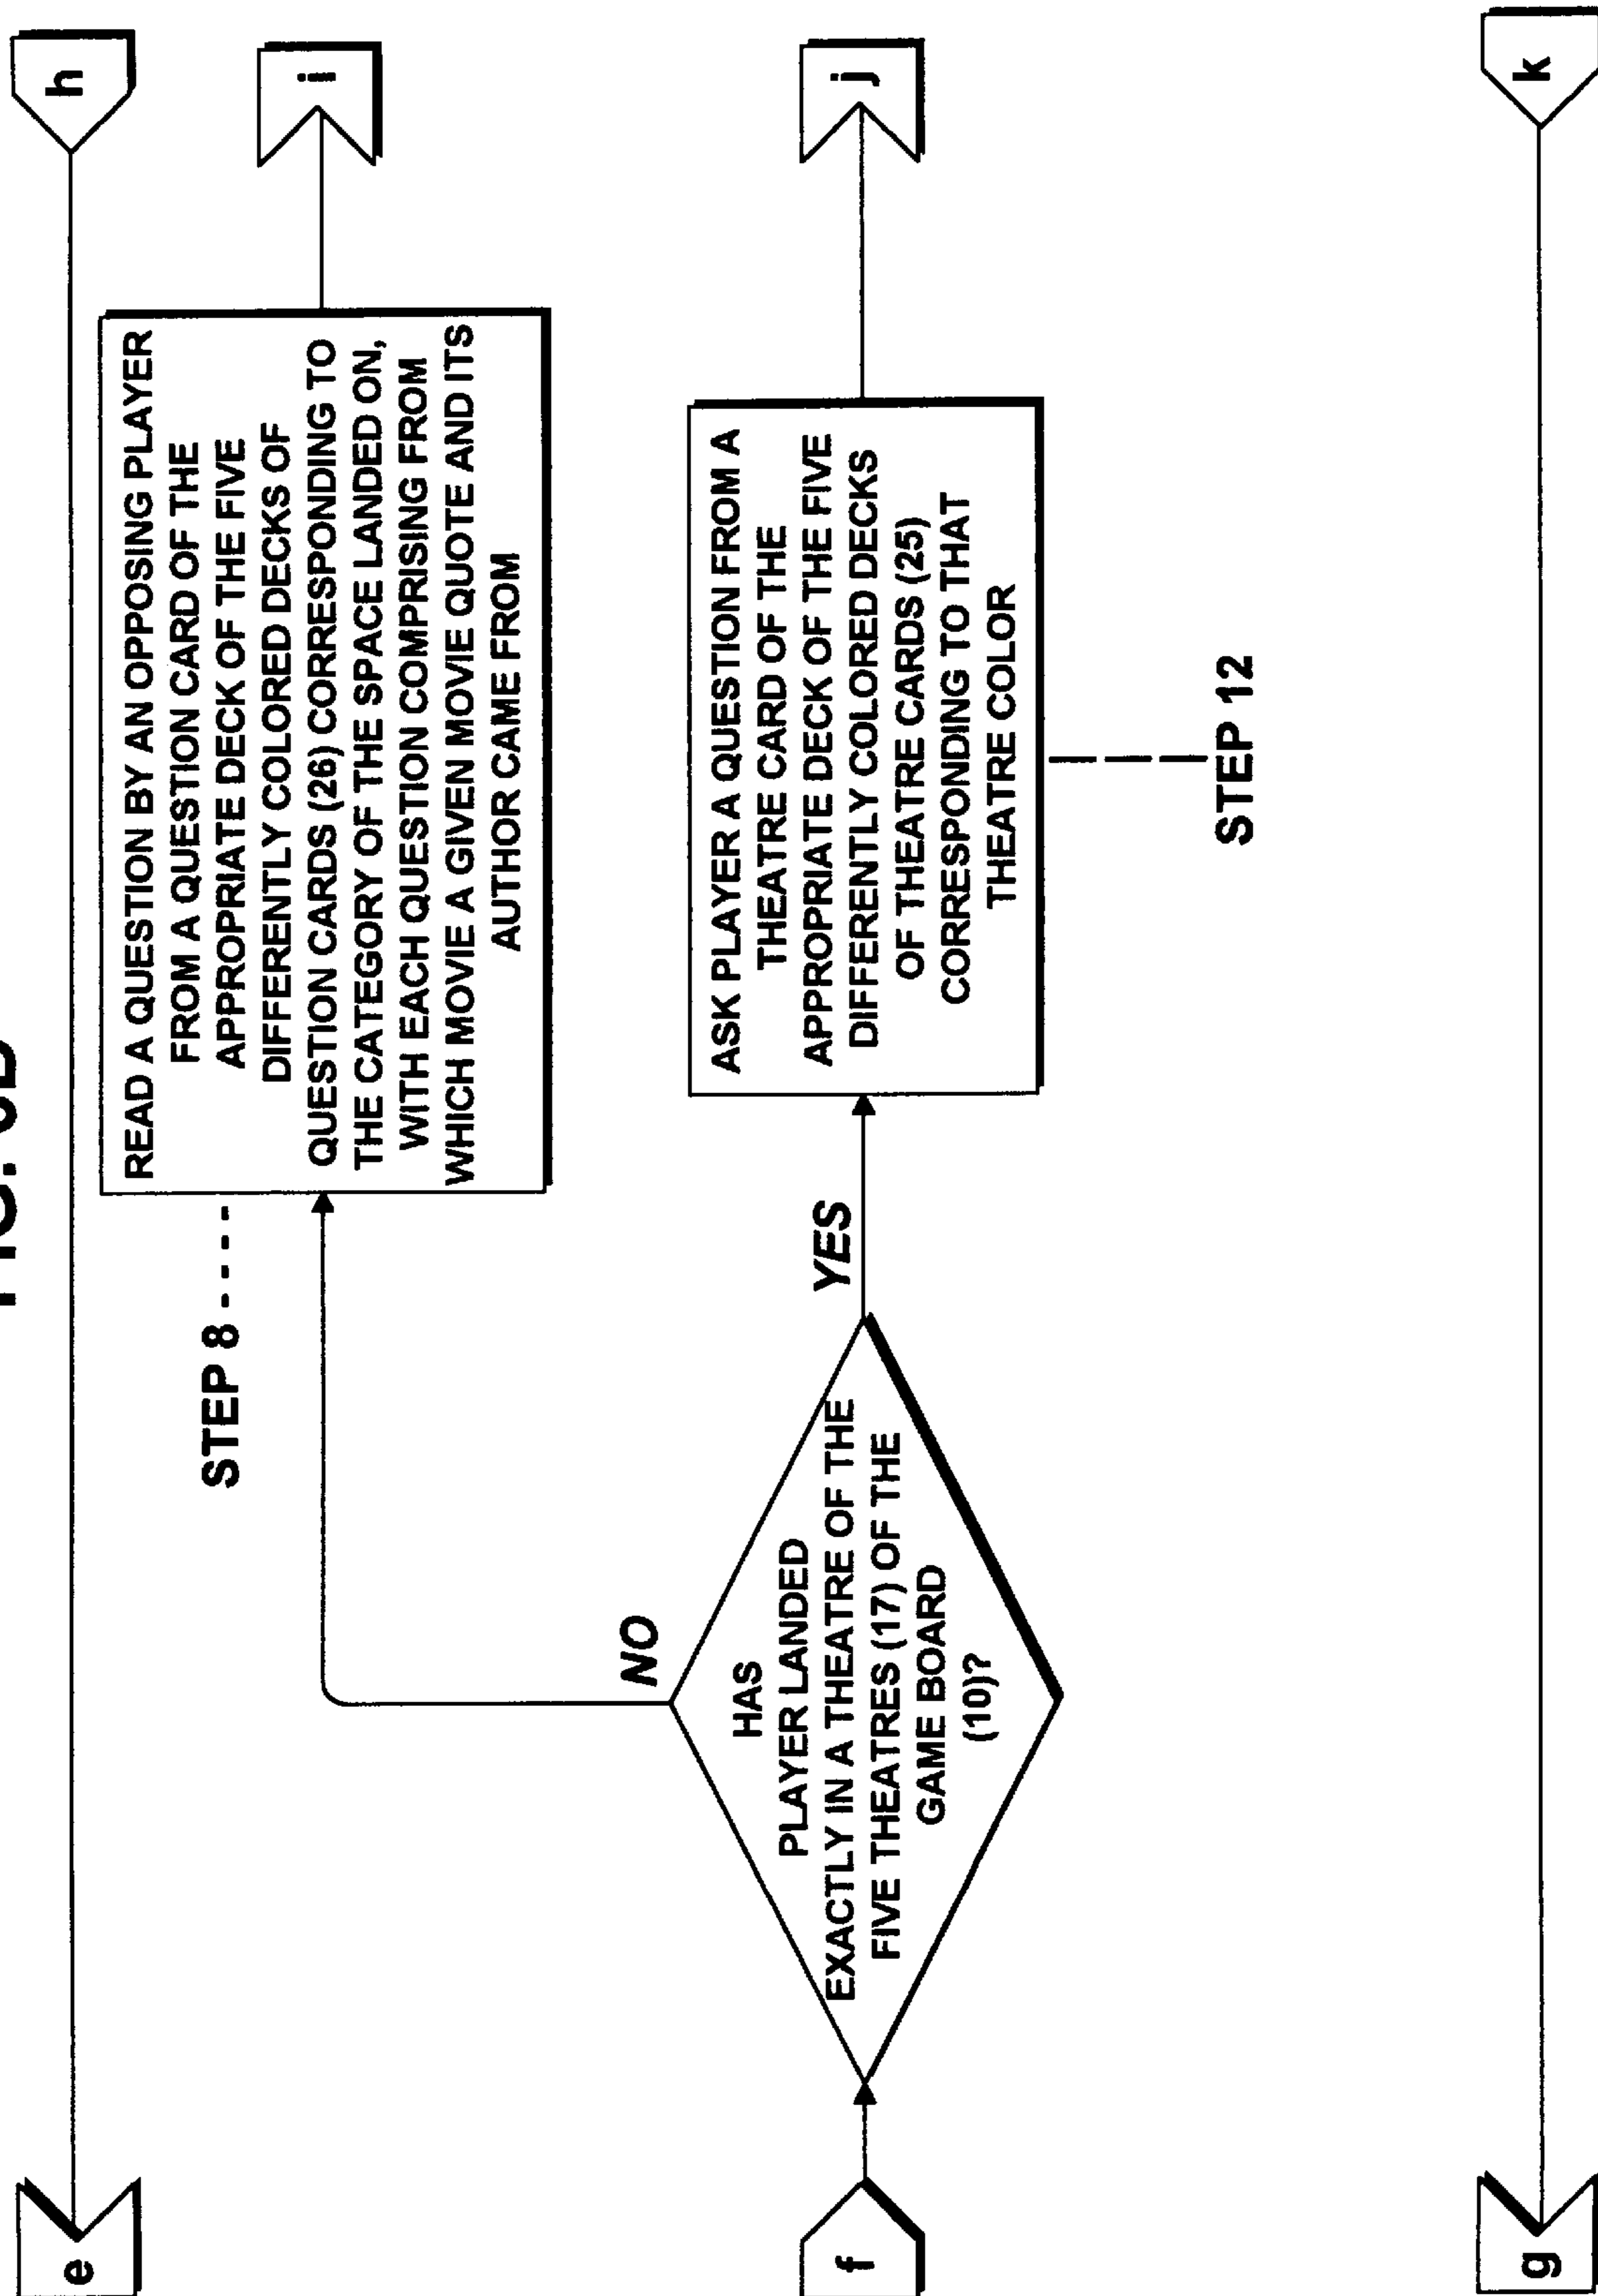 FIG.
e
h
READ A QUESTION BY AN OPPOSING PLAYER
FROM A QUESTION CARD OF THE
APPROPRIATE DECK OF THE FIVE
DIFFERENTLY COLORED DECKS OF
QUESTION CARDS (26) CORRESPONDING TO
THE CATEGORY OF THE SPACE LANDED ON,
WITH EACH QUESTION COMPRISING FROM
WHICH MOVIE A GIVEN MOVIE QUOTE AND ITS
AUTHOR CAME FROM
STEP 8
i
NO
f
HAS
PLAYER LANDED
EXACTLY IN A THEATRE OF THE
FIVE THEATRES (17) OF THE
GAME BOARD
(10)?
YES
ASK PLAYER A QUESTION FROM A
THEATRE CARD OF THE
APPROPRIATE DECK OF THE FIVE
DIFFERENTLY COLORED DECKS
OF THEATRE CARDS (25)
CORRESPONDING TO THAT
THEATRE COLOR
j
STEP 12
g
k